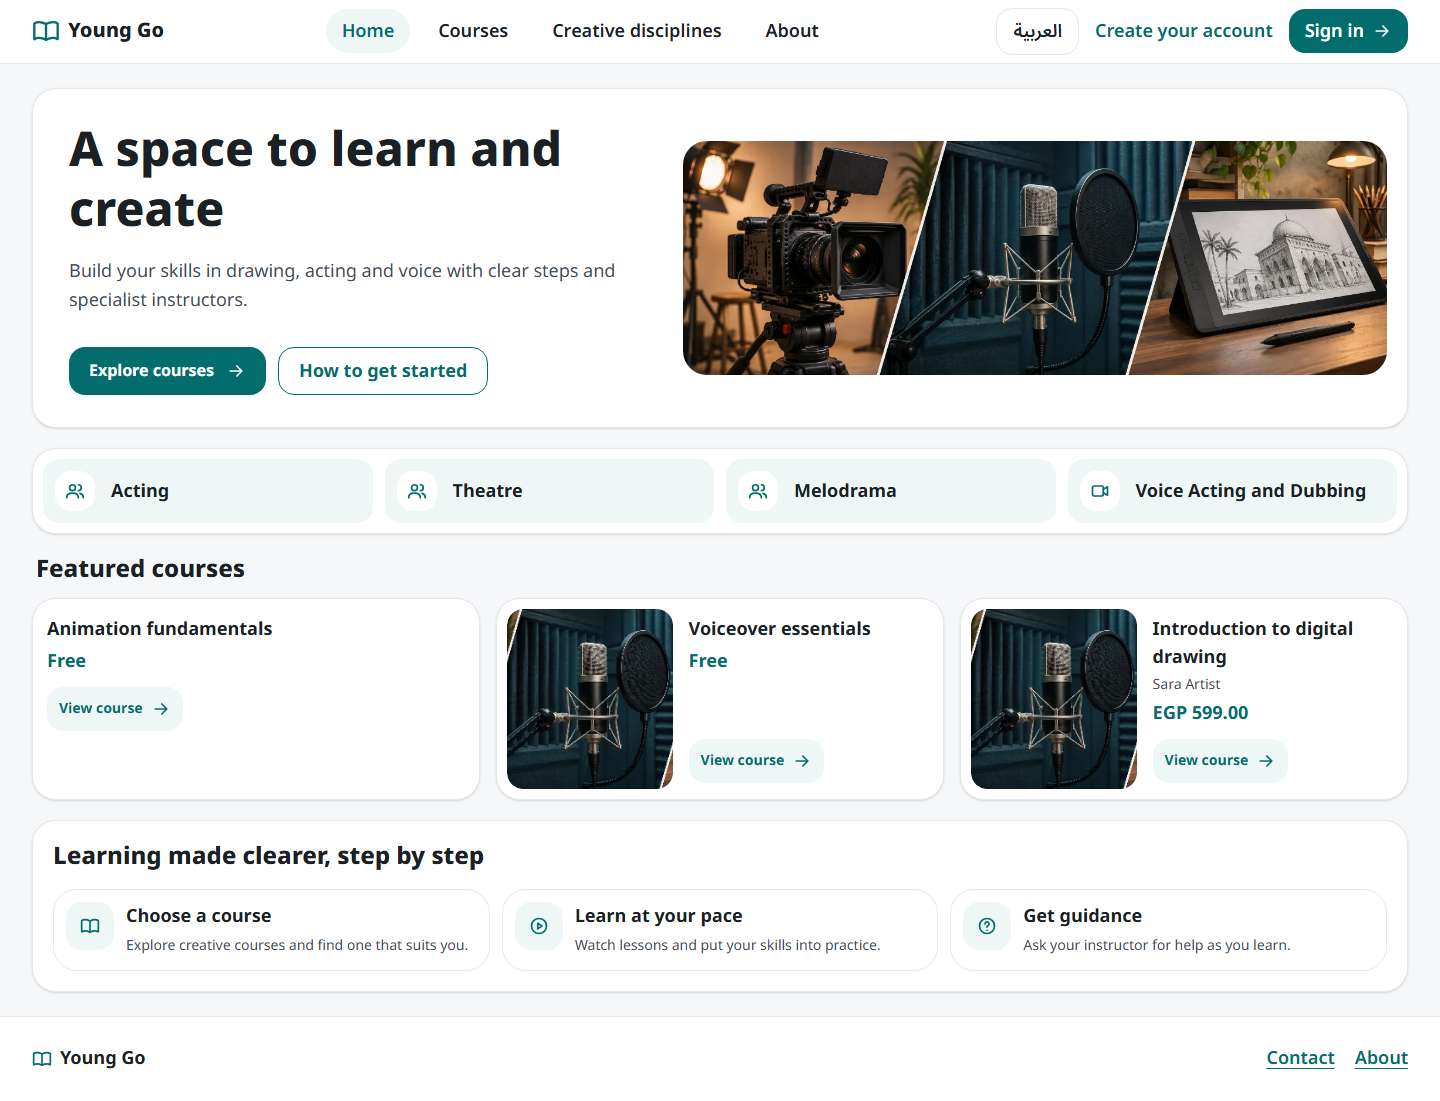 Young Go
Home
Courses
Creative disciplines
About
العربية
Create your account
Sign in
A space to learn and
create
Build your skills in drawing, acting and voice with clear steps and
specialist instructors.
Explore courses
How to get started
Acting
Theatre
Melodrama
Voice Acting and Dubbing
Featured courses
Animation fundamentals
Free
View course
Voiceover essentials
Free
View course
Introduction to digital
drawing
Sara Artist
EGP 599.00
View course
Learning made clearer, step by step
Choose a course
Explore creative courses and find one that suits you.
Learn at your pace
Watch lessons and put your skills into practice.
Get guidance
Ask your instructor for help as you learn.
Young Go
Contact
About